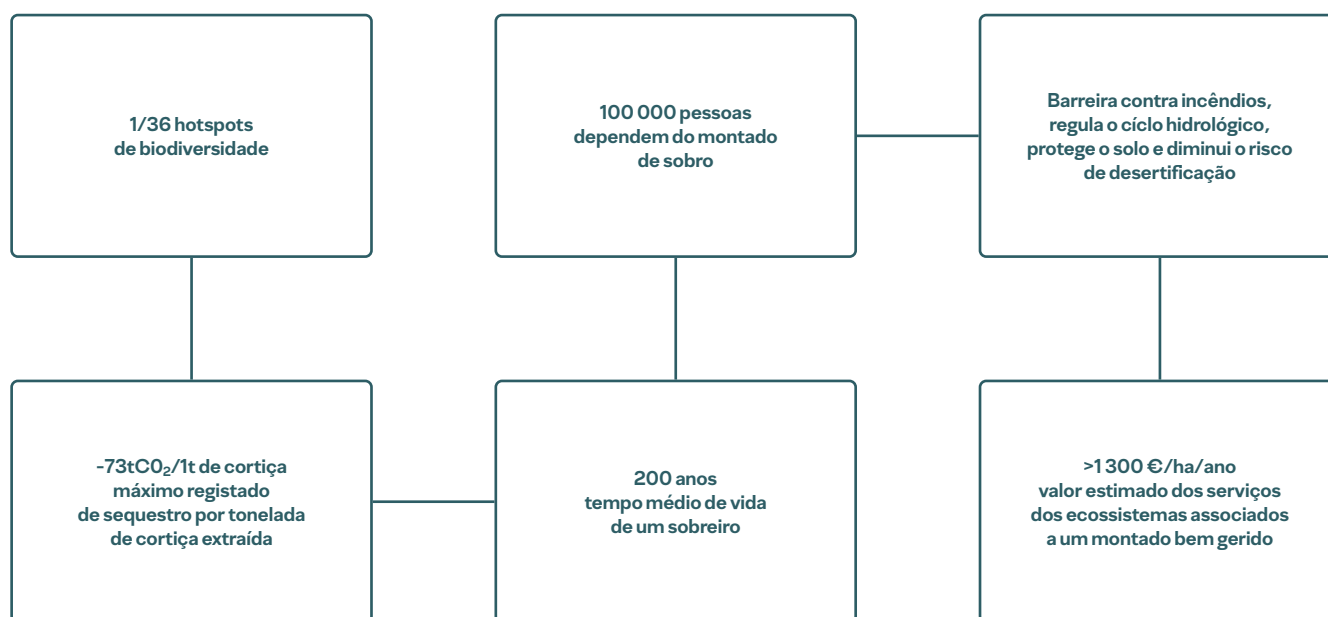 1/36 hotspots
de biodiversidade
100 000 pessoas
dependem do montado
de sobro
Barreira contra incêndios,
regula o cíclo hidrológico,
protege o solo e diminui o risco
de desertificação
-73tC0₂/1t de cortiça
máximo registado
de sequestro por tonelada
de cortiça extraída
200 anos
tempo médio de vida
de um sobreiro
>1 300 €/ha/ano
valor estimado dos serviços
dos ecossistemas associados
a um montado bem gerido